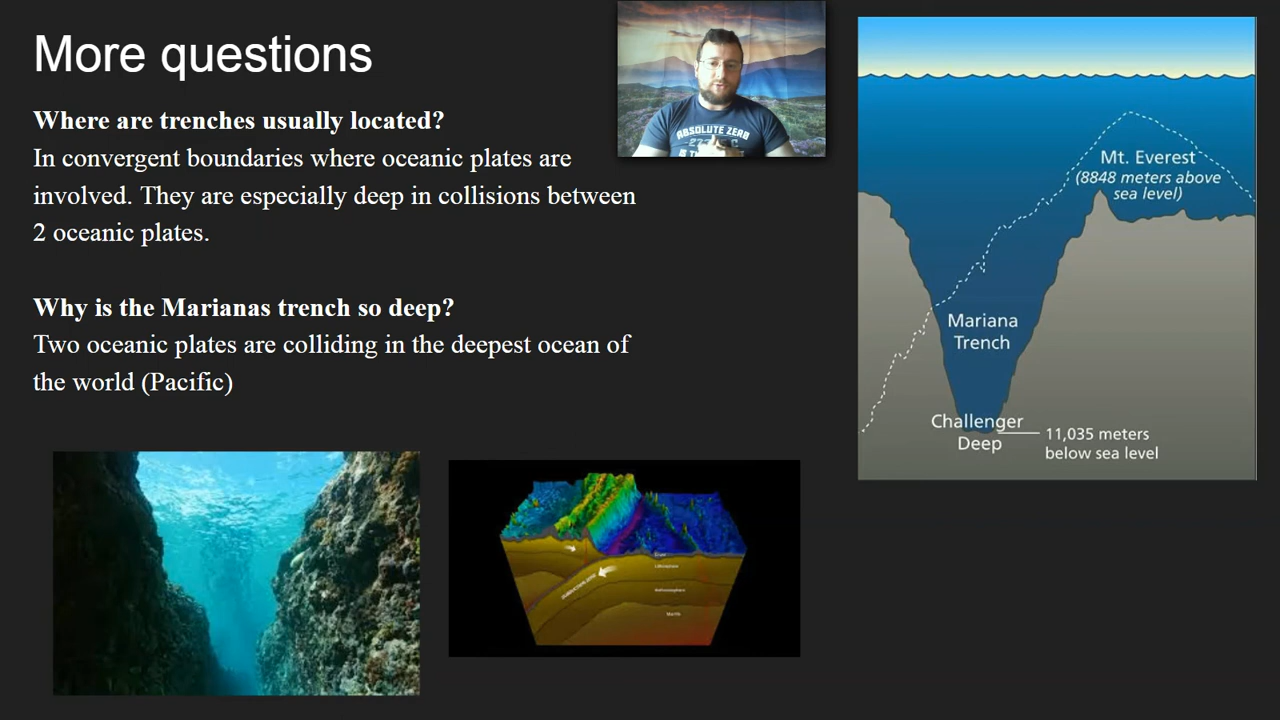 More questions
Where are trenches usually located?
In convergent boundaries where oceanic plates are
involved. They are especially deep in collisions between
2 oceanic plates.
Why is the Marianas trench so deep?
Two oceanic plates are colliding in the deepest ocean of
the world (Pacific)
ABSOLUTE ZERO
Mt. Everest
(8848 meters above
sea level)
Mariana
Trench
Challenger
Deep
11,035 meters
below sea level
Lithosphere
Asthenosphere
Mantle